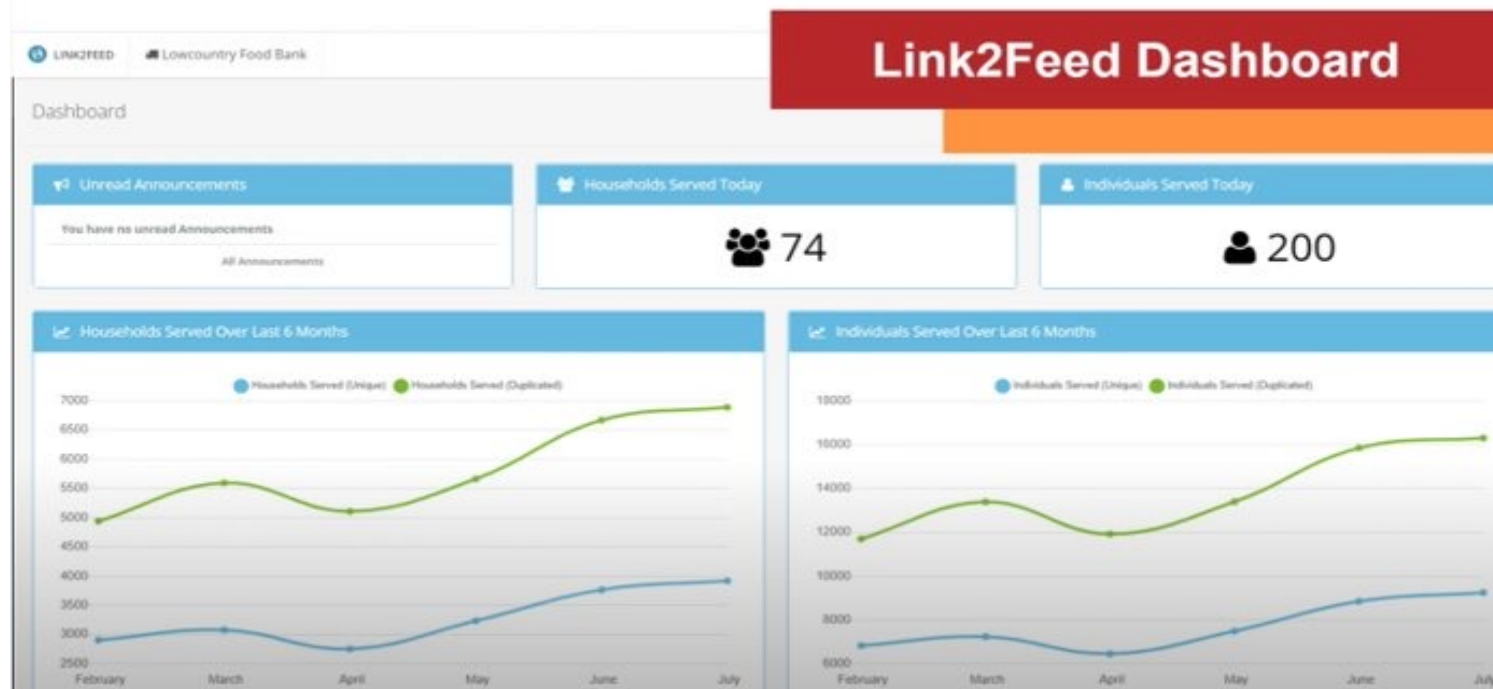 Link2Feed Dashboard
LINK2FEED Lowcountry Food Bank
Dashboard
Unread Announcements
You have no unread Announcements
All Announcements
Households Served Today
74
Individuals Served Today
200
Households Served Over Last 6 Months
Households Served (Unique) Households Served (Duplicated)
7000
6500
6000
5500
5000
4500
4000
3500
3000
2500
February March April May June July
Individuals Served Over Last 6 Months
Individuals Served (Unique) Individuals Served (Duplicated)
18000
16000
14000
12000
10000
8000
6000
February March April May June July